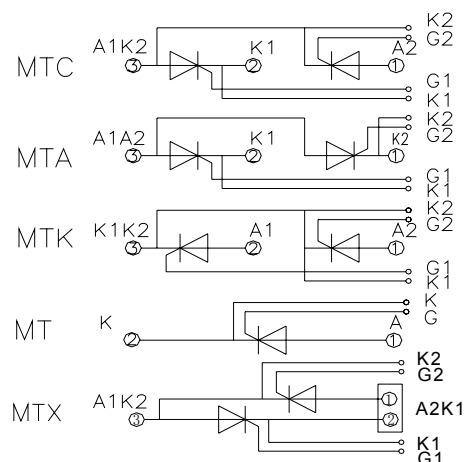 K2
A1K2 K1 A2 G2
MTC ③ ② ①
G1
K1
K2
A1A2 K1 K2 G2
MTA ③ ② ①
G1
K1
K2
K1K2 A1 A2 G2
MTK ③ ② ①
G1
K1
K
K A G
MT ② ①
K2
G2
A1K2 ① A2K1
MTX ③ ②
K1
G1